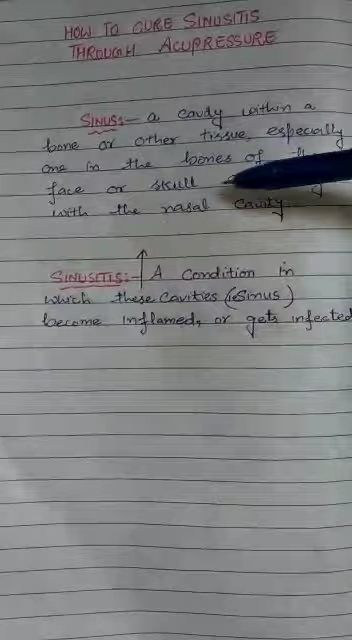 HOW TO CURE SINUSITIS
THROUGH ACUPRESSURE
SINUS:- a cavity within a
bone or other tissue, especially
one in the bones of
face or skull
with the nasal cavity.
SINUSITIS:- A Condition in
which these cavities (Sinus)
become inflamed, or gets infected